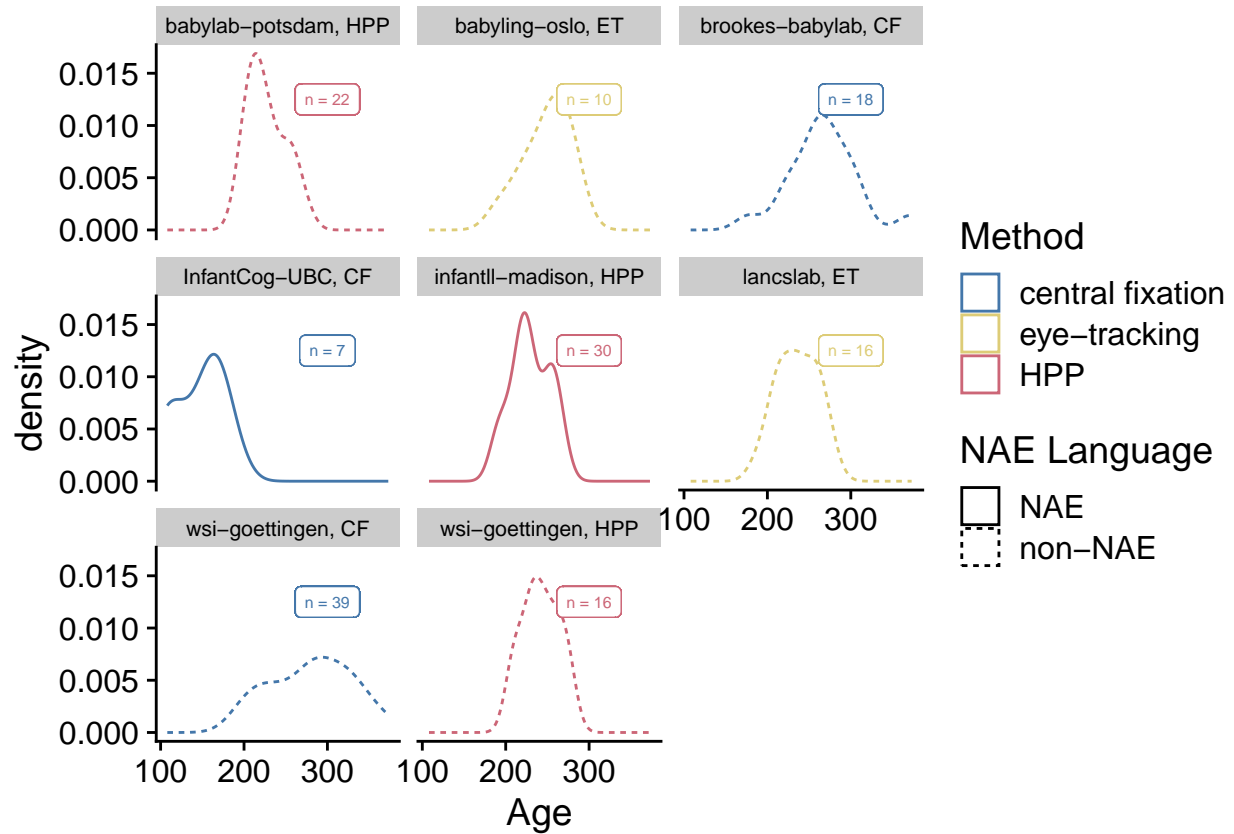 babylab−potsdam, HPP
babyling−oslo, ET
brookes−babylab, CF
0.015
0.010
0.005
0.000
n = 22
n = 10
n = 18
InfantCog−UBC, CF
infantll−madison, HPP
lancslab, ET
0.015
0.010
0.005
0.000
n = 7
n = 30
n = 16
100
200
300
wsi−goettingen, CF
wsi−goettingen, HPP
0.015
0.010
0.005
0.000
n = 39
n = 16
100
200
300
100
200
300
density
Age
Method
central fixation
eye−tracking
HPP
NAE Language
NAE
non−NAE